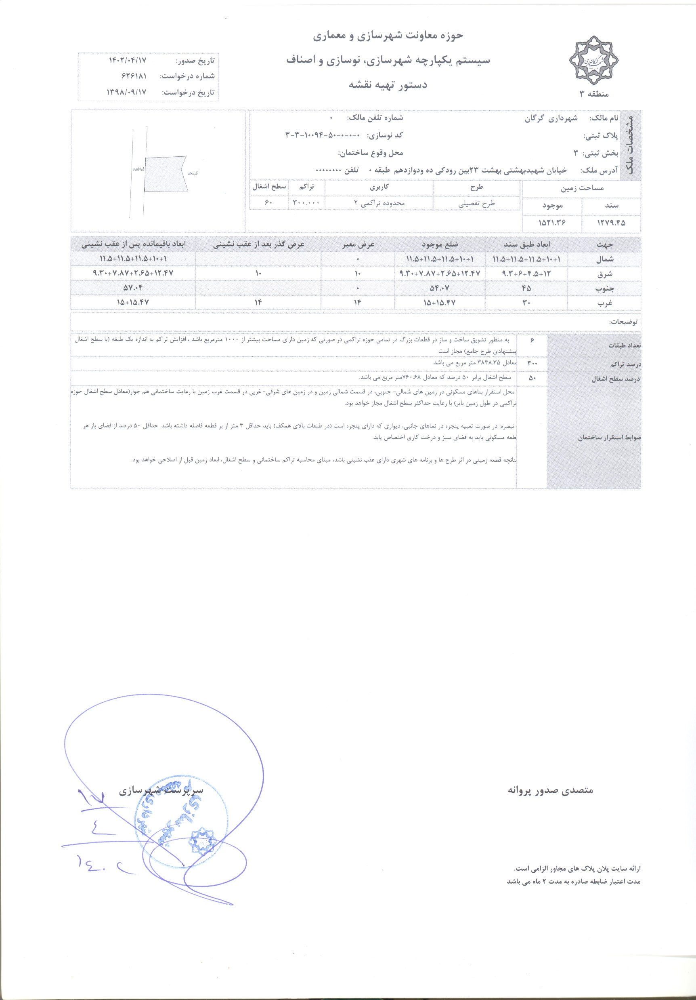 حوزه معاونت شهرسازی و معماری
سیستم یکپارچه شهرسازی، نوسازی و اصناف
دستور تهیه نقشه
منطقه ۳
تاریخ صدور: ۱۴۰۲/۰۴/۱۷
شماره درخواست: ۶۲۶۱۸۱
تاریخ درخواست: ۱۳۹۸/۰۹/۱۷
مشخصات ملک
نام مالک: شهرداری گرگان شماره تلفن مالک: ۰
پلاک ثبتی: کد نوسازی: ۳-۳-۱۰۰۹۴-۵۰-۰-۰-۰
بخش ثبتی: ۳ محل وقوع ساختمان:
آدرس ملک: خیابان شهیدبهشتی بهشت ۲۳بین رودکی ده ودوازدهم طبقه ۰ تلفن ۰۰۰۰۰۰۰۰
مساحت زمین طرح کاربری تراکم سطح اشغال
سند موجود طرح تفصیلی محدوده تراکمی ۲ ۳۰۰.۰۰۰ ۶۰
۱۲۷۹.۴۵ ۱۵۲۱.۳۶
جهت ابعاد طبق سند ضلع موجود عرض معبر عرض گذر بعد از عقب نشینی ابعاد باقیمانده پس از عقب نشینی
شمال ۱۱.۵+۱۱.۵+۱۱.۵+۱۰+۱ ۱۱.۵+۱۱.۵+۱۱.۵+۱۰+۱ ۰ ۱۱.۵+۱۱.۵+۱۱.۵+۱۰+۱
شرق ۹.۳+۶+۴.۵+۱۲ ۹.۳۰+۷.۸۷+۲.۶۵+۱۲.۴۷ ۱۰ ۱۰ ۹.۳۰+۷.۸۷+۲.۶۵+۱۲.۴۷
جنوب ۴۵ ۵۴.۰۷ ۰ ۵۷.۰۴
غرب ۳۰ ۱۵+۱۵.۴۷ ۱۴ ۱۴ ۱۵+۱۵.۴۷
توضیحات:
تعداد طبقات ۶ به منظور تشویق ساخت و ساز در قطعات بزرگ در تمامی حوزه تراکمی در صورتی که زمین دارای مساحت بیشتر از ۱۰۰۰ مترمربع باشد ، افزایش تراکم به اندازه یک طبقه (با سطح اشغال
پیشنهادی طرح جامع) مجاز است
درصد تراکم ۳۰۰ معادل ۳۸۳۸.۳۵ متر مربع می باشد.
درصد سطح اشغال ۵۰ سطح اشغال برابر ۵۰ درصد که معادل ۷۶۰.۶۸متر مربع می باشد.
ضوابط استقرار ساختمان
محل استقرار بناهای مسکونی در زمین های شمالی- جنوبی، در قسمت شمالی زمین و در زمین های شرقی- غربی در قسمت غرب زمین با رعایت ساختمانی هم جوار(معادل سطح اشغال حوزه
تراکمی در طول زمین بایر) با رعایت حداکثر سطح اشغال مجاز خواهد بود.
تبصره: در صورت تعبیه پنجره در نماهای جانبی، دیواری که دارای پنجره است (در طبقات بالای همکف) باید حداقل ۳ متر از بر قطعه فاصله داشته باشد. حداقل ۵۰ درصد از فضای باز هر
طعه مسکونی باید به فضای سبز و درخت کاری اختصاص یابد.
نانچه قطعه زمینی در اثر طرح ها و برنامه های شهری دارای عقب نشینی باشد، مبنای محاسبه تراکم ساختمانی و سطح اشغال، ابعاد زمین قبل از اصلاحی خواهد بود.
متصدی صدور پروانه
سرپرست شهرسازی
۱۷
۴
۱۴۰۲
ارائه سایت پلان پلاک های مجاور الزامی است.
مدت اعتبار ضابطه صادره به مدت ۲ ماه می باشد